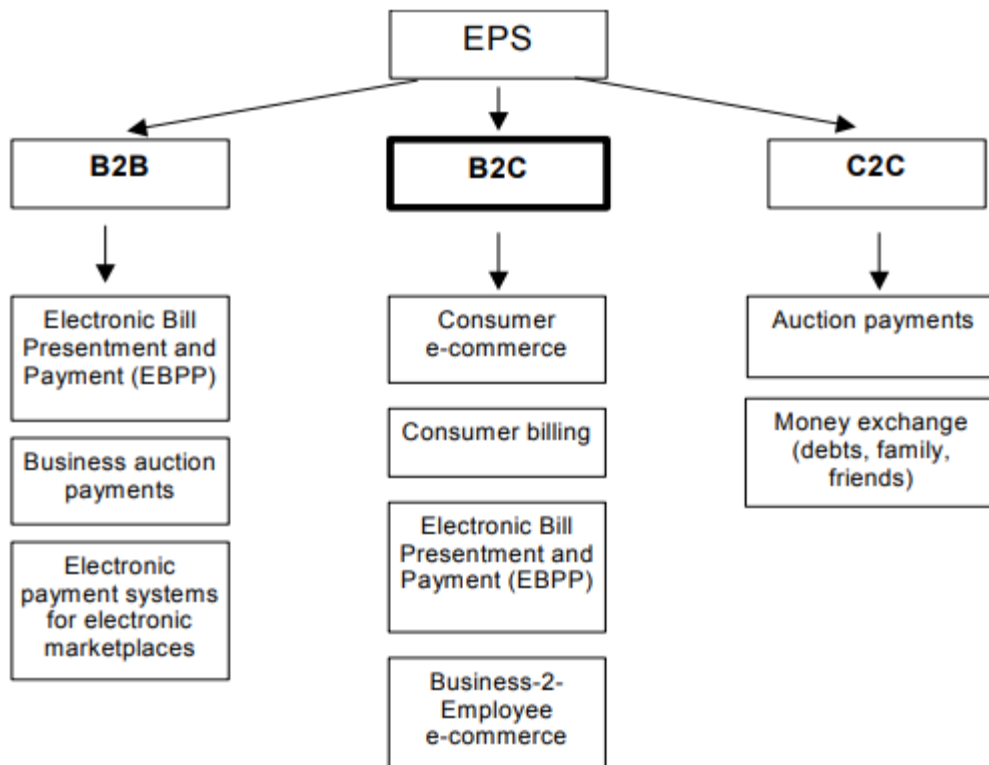 EPS
B2B
B2C
C2C
Electronic Bill
Presentment and
Payment (EBPP)
Business auction
payments
Electronic
payment systems
for electronic
marketplaces
Consumer
e-commerce
Consumer billing
Electronic Bill
Presentment and
Payment (EBPP)
Business-2-
Employee
e-commerce
Auction payments
Money exchange
(debts, family,
friends)